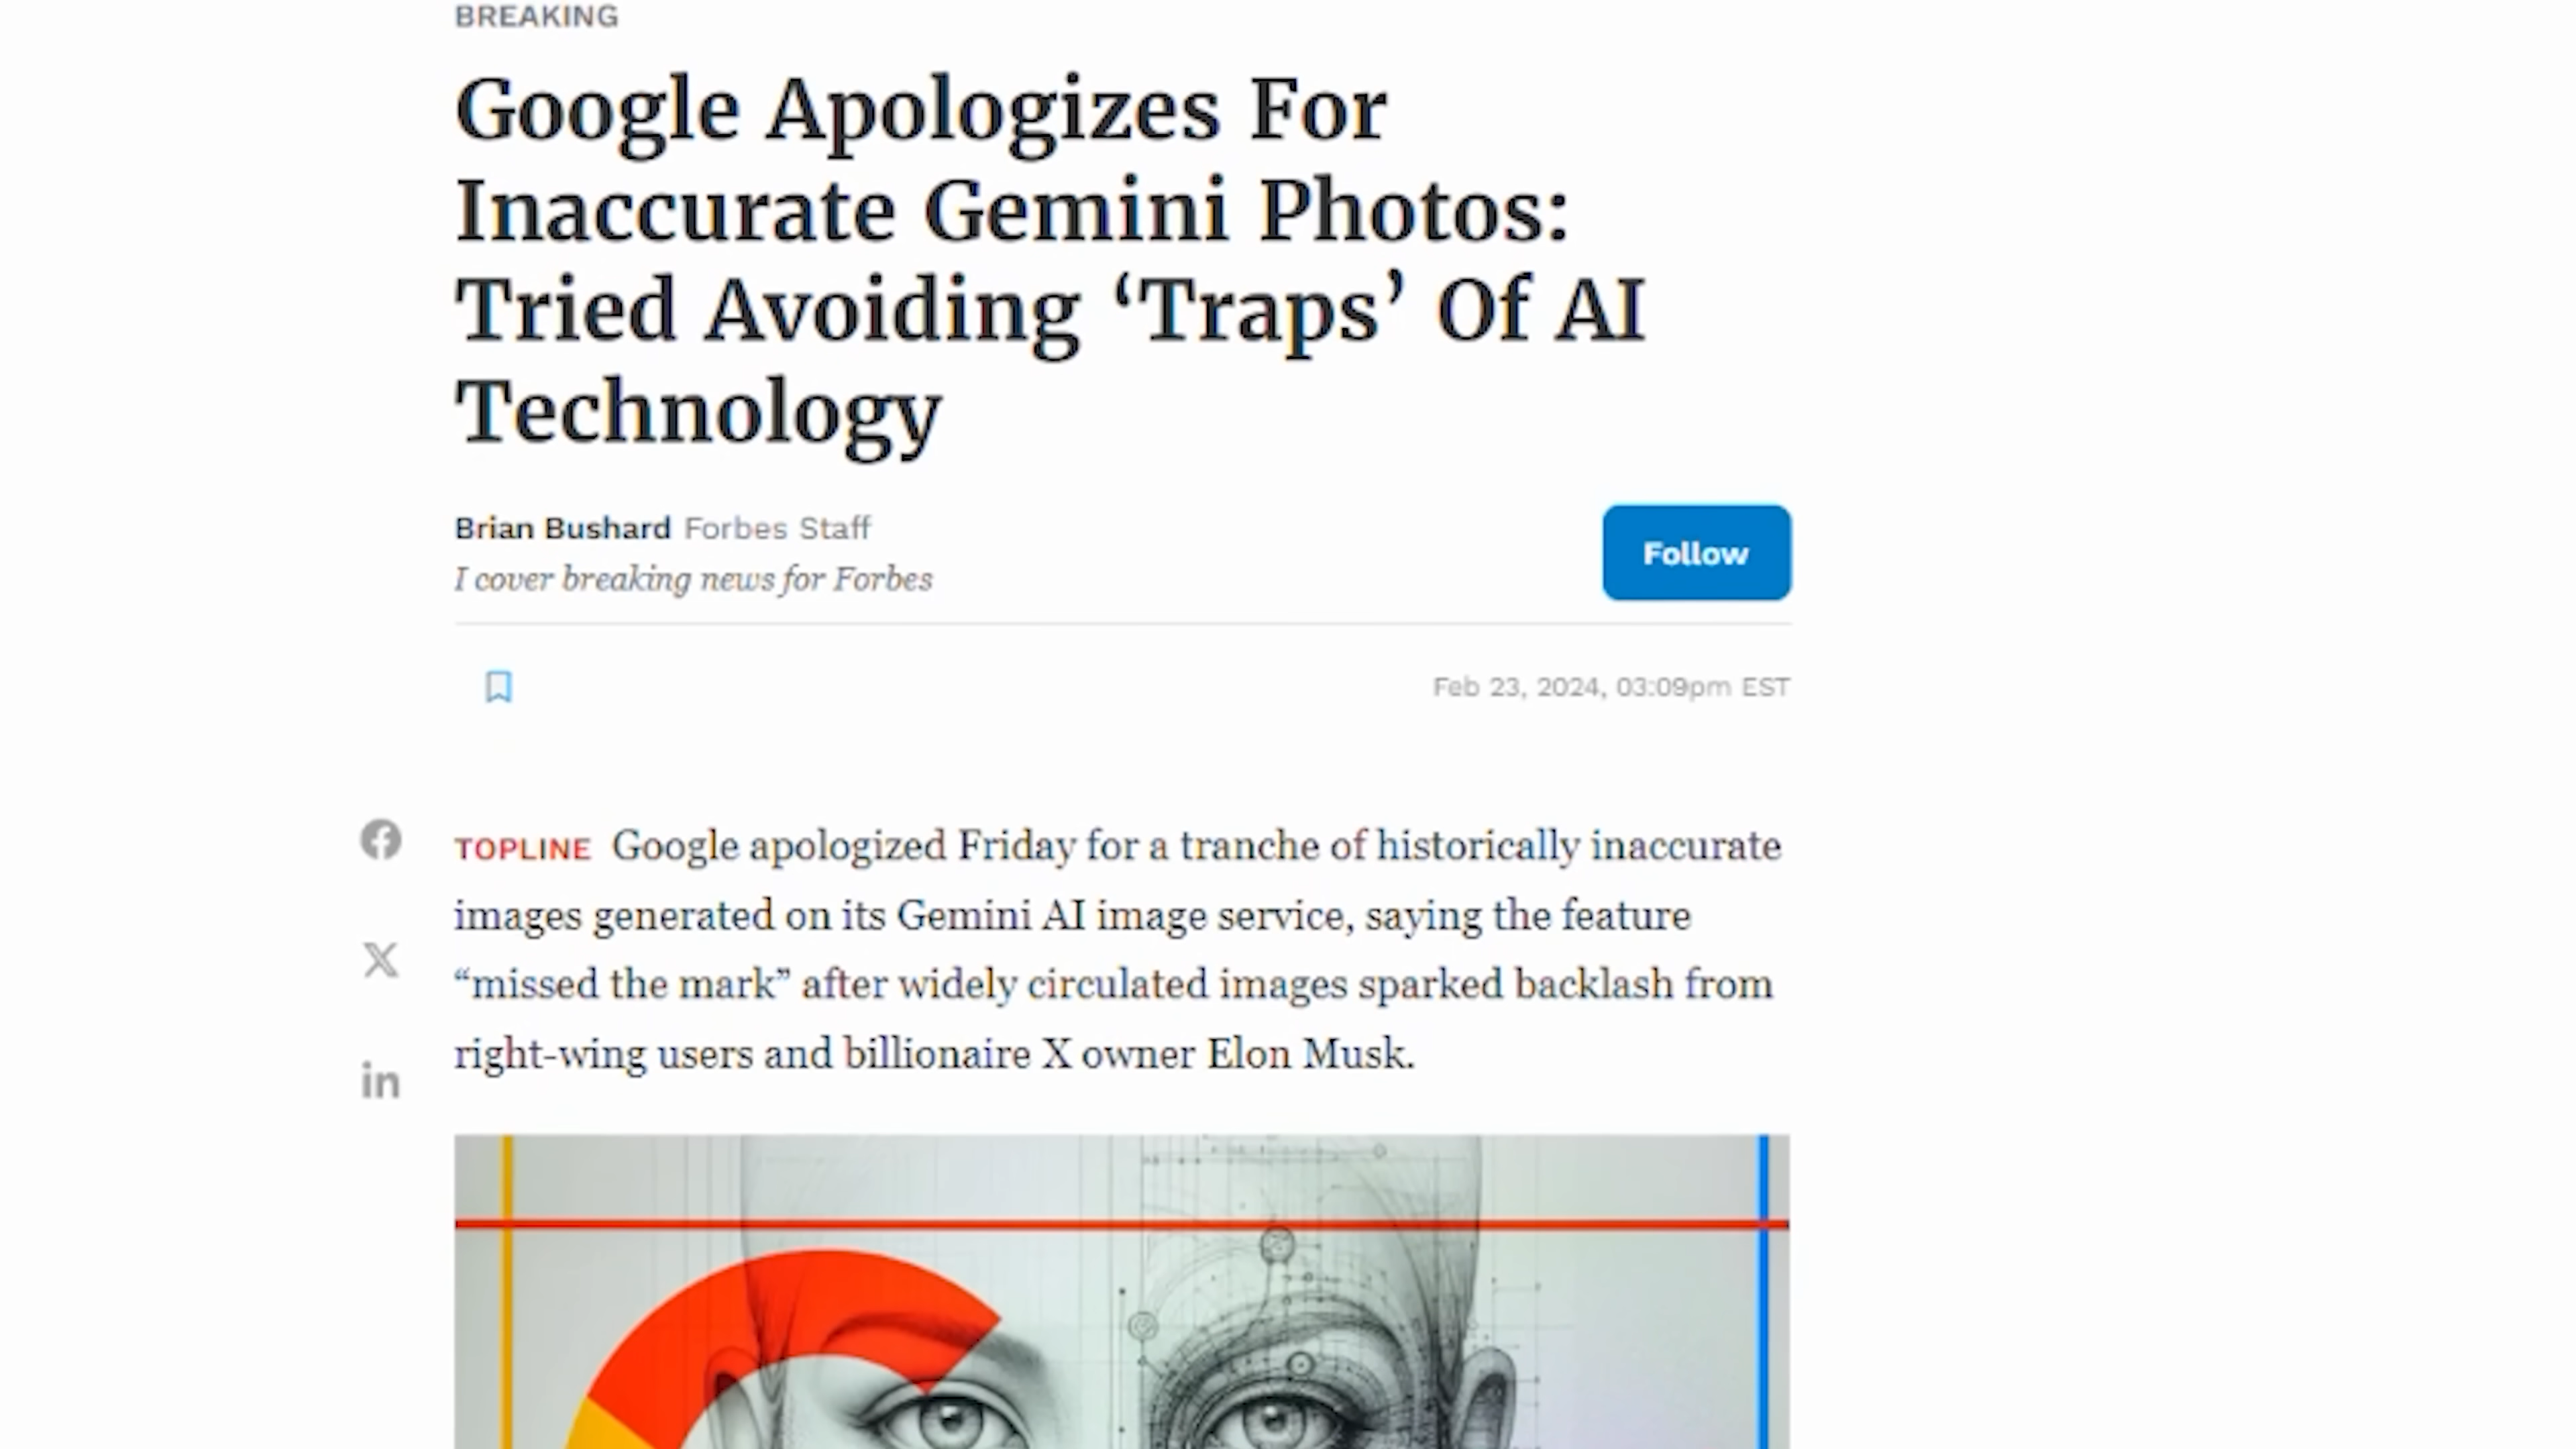 BREAKING
Google Apologizes For
Inaccurate Gemini Photos:
Tried Avoiding ‘Traps’ Of AI
Technology
Brian Bushard Forbes Staff
I cover breaking news for Forbes
Follow
Feb 23, 2024, 03:09pm EST
TOPLINE Google apologized Friday for a tranche of historically inaccurate
images generated on its Gemini AI image service, saying the feature
“missed the mark” after widely circulated images sparked backlash from
right-wing users and billionaire X owner Elon Musk.